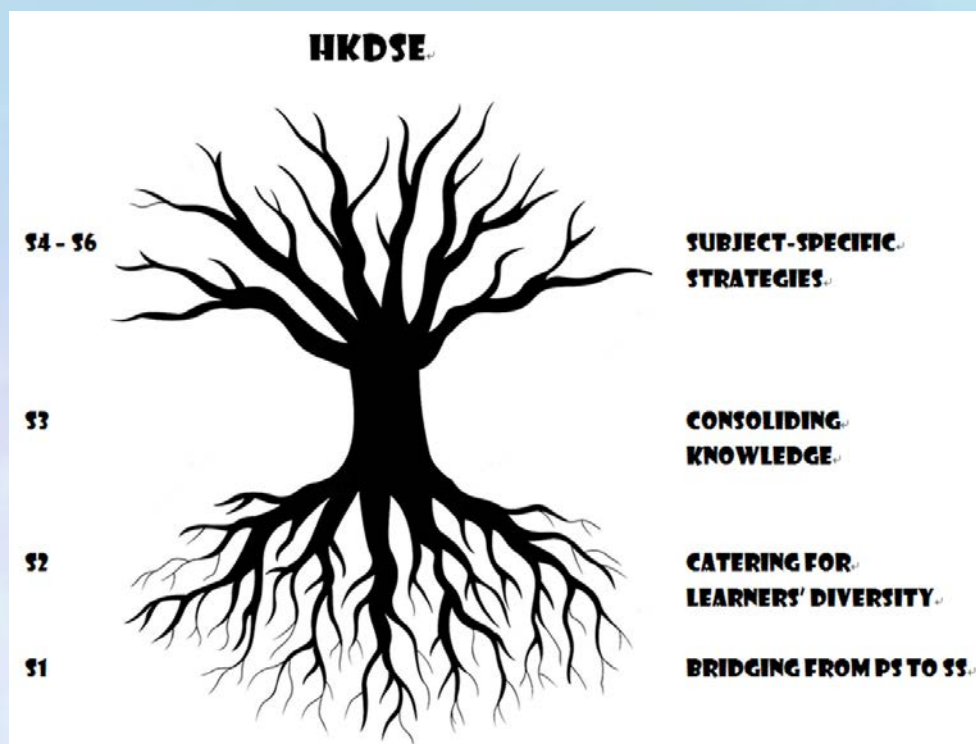 HKDSE
S4 – S6
SUBJECT-SPECIFIC
STRATEGIES
S3
CONSOLIDING
KNOWLEDGE
S2
CATERING FOR
LEARNERS' DIVERSITY
S1
BRIDGING FROM PS TO SS